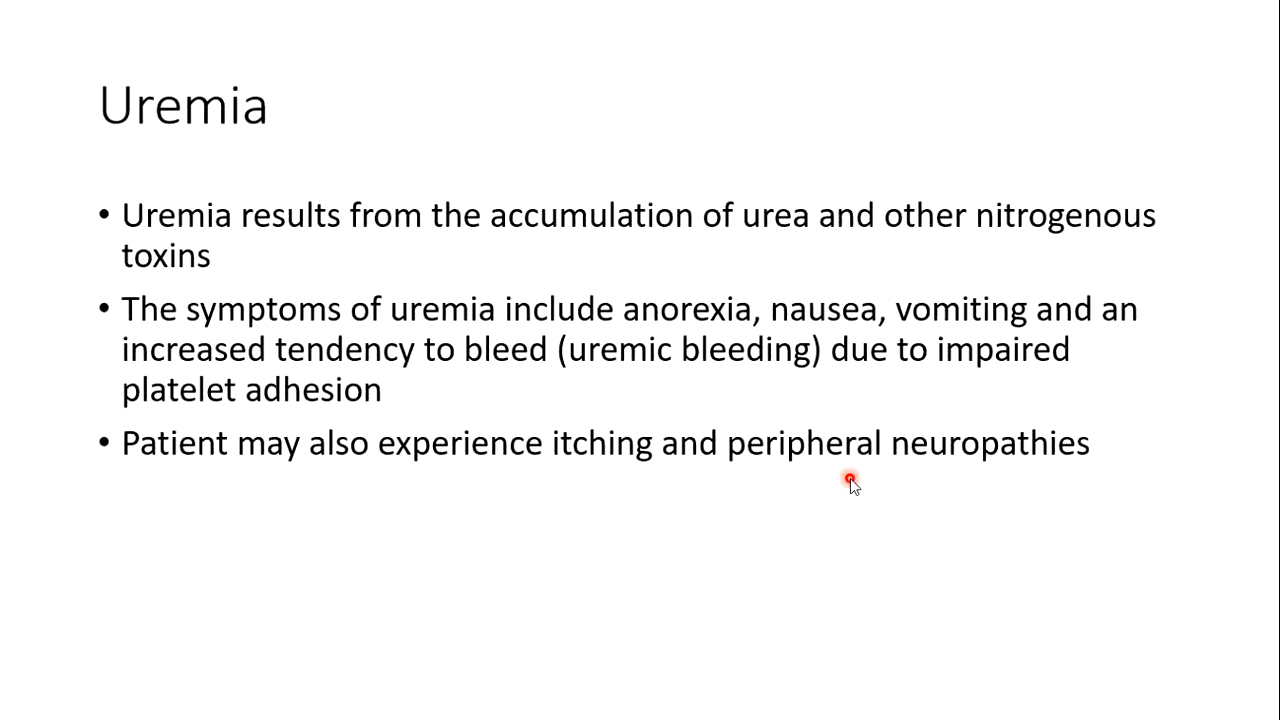 Uremia
• Uremia results from the accumulation of urea and other nitrogenous
toxins
• The symptoms of uremia include anorexia, nausea, vomiting and an
increased tendency to bleed (uremic bleeding) due to impaired
platelet adhesion
• Patient may also experience itching and peripheral neuropathies